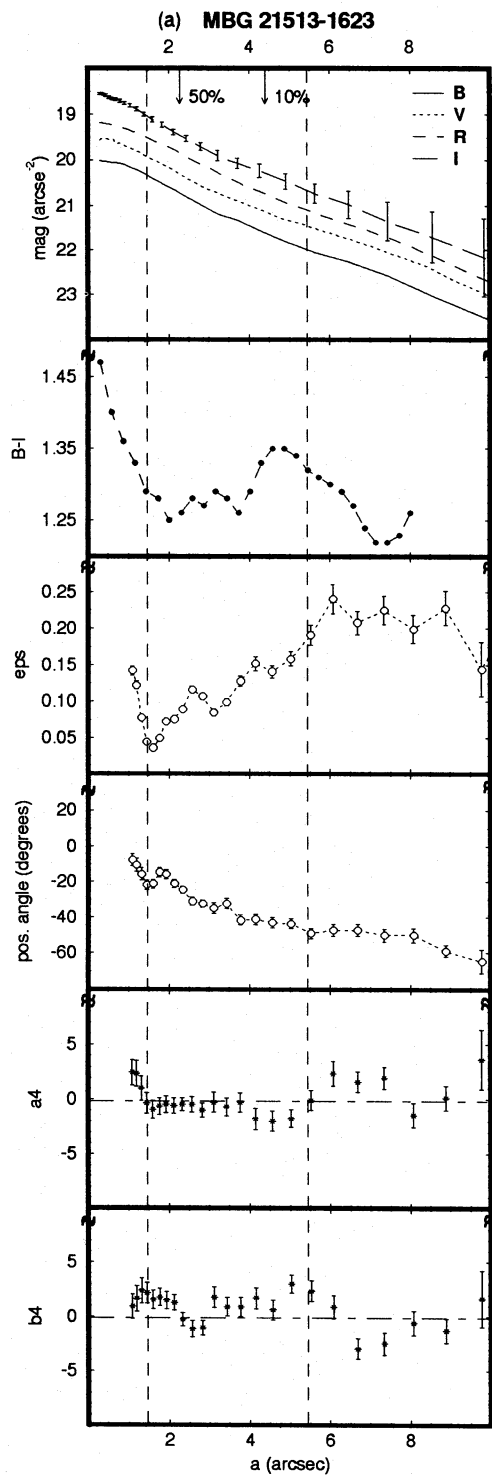 (a) MBG 21513-1623
2 4 6 8
50% 10%
B
V
R
I
mag (arcse⁻²)
19
20
21
22
23
B-I
1.45
1.35
1.25
eps
0.25
0.20
0.15
0.10
0.05
pos. angle (degrees)
20
0
-20
-40
-60
a4
5
0
-5
b4
5
0
-5
2 4 6 8
a (arcsec)